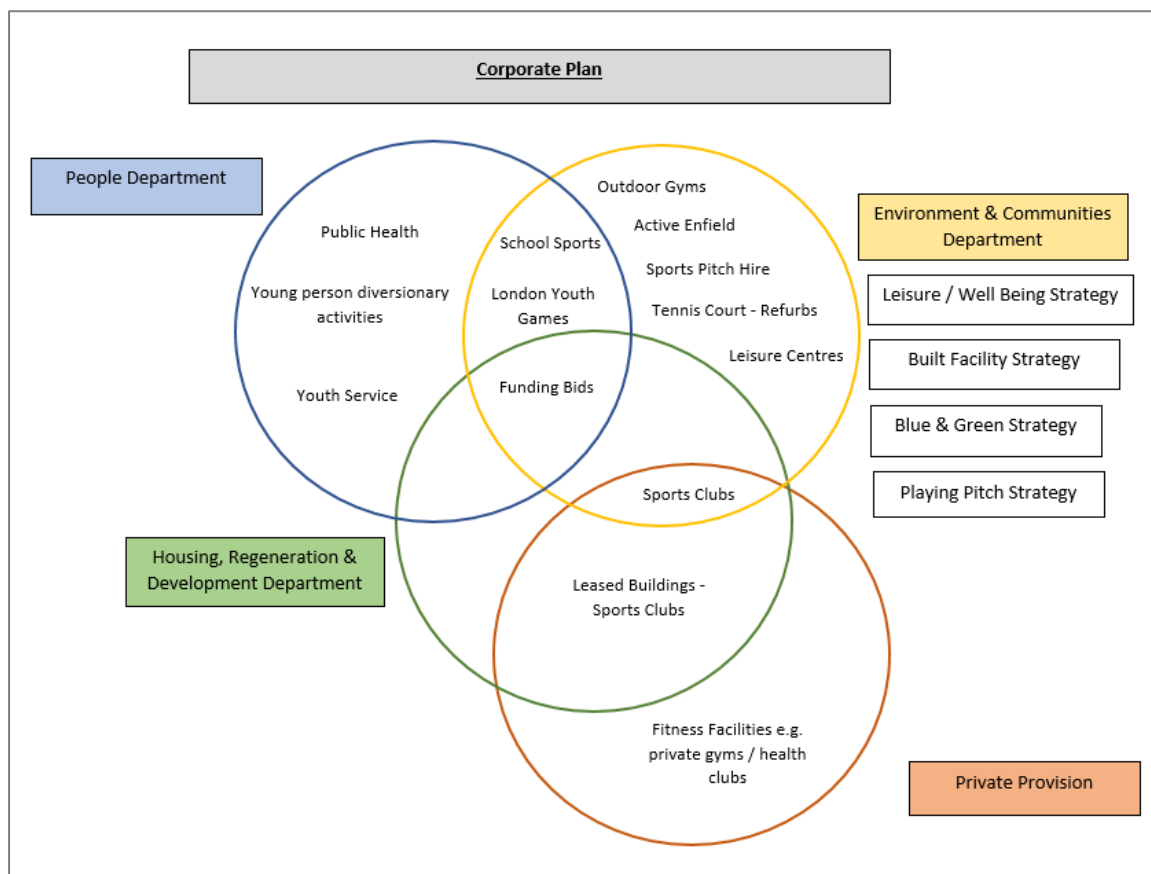 Corporate Plan
People Department
Public Health
Young person diversionary
activities
Youth Service
School Sports
London Youth
Games
Funding Bids
Outdoor Gyms
Active Enfield
Sports Pitch Hire
Tennis Court - Refurbs
Leisure Centres
Environment & Communities
Department
Leisure / Well Being Strategy
Built Facility Strategy
Blue & Green Strategy
Playing Pitch Strategy
Sports Clubs
Housing, Regeneration &
Development Department
Leased Buildings -
Sports Clubs
Fitness Facilities e.g.
private gyms / health
clubs
Private Provision